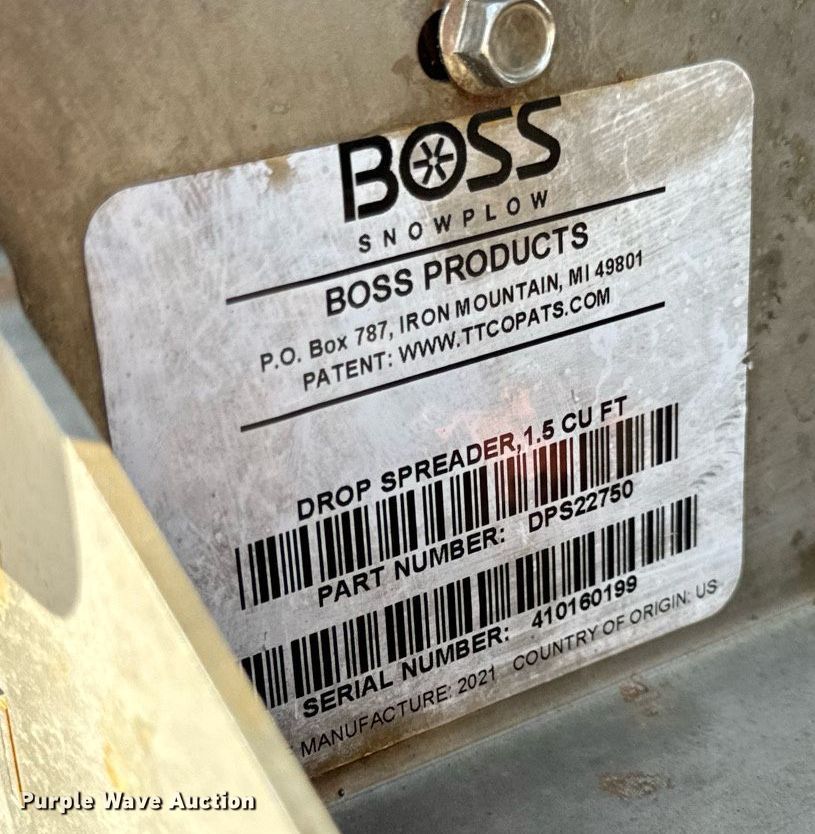 BOSS
SNOWPLOW
BOSS PRODUCTS
P.O. Box 787, IRON MOUNTAIN, MI 49801
PATENT: WWW.TTCOPATS.COM
DROP SPREADER,1.5 CU FT
PART NUMBER: DPS22750
SERIAL NUMBER: 410160199
MANUFACTURE: 2021 COUNTRY OF ORIGIN: US
Purple Wave Auction